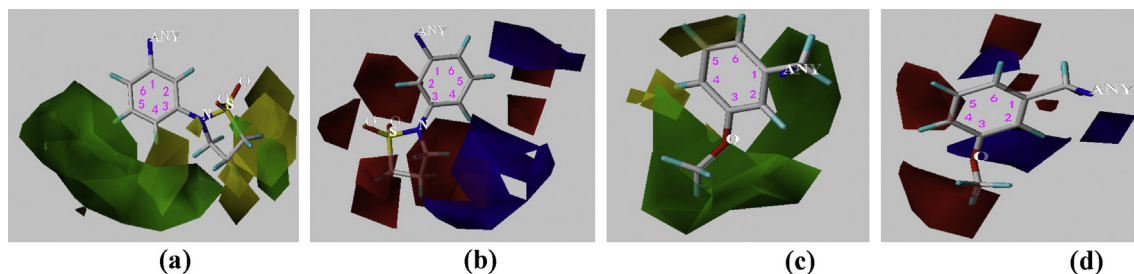 ANY
6 1 2
5 4 3
O
O S
N
(a)
ANY
1 6
2 5
3 4
O O
S N
(b)
5 6
4 1
3 2
ANY
O
(c)
ANY
5 6 1
4 3 2
O
(d)